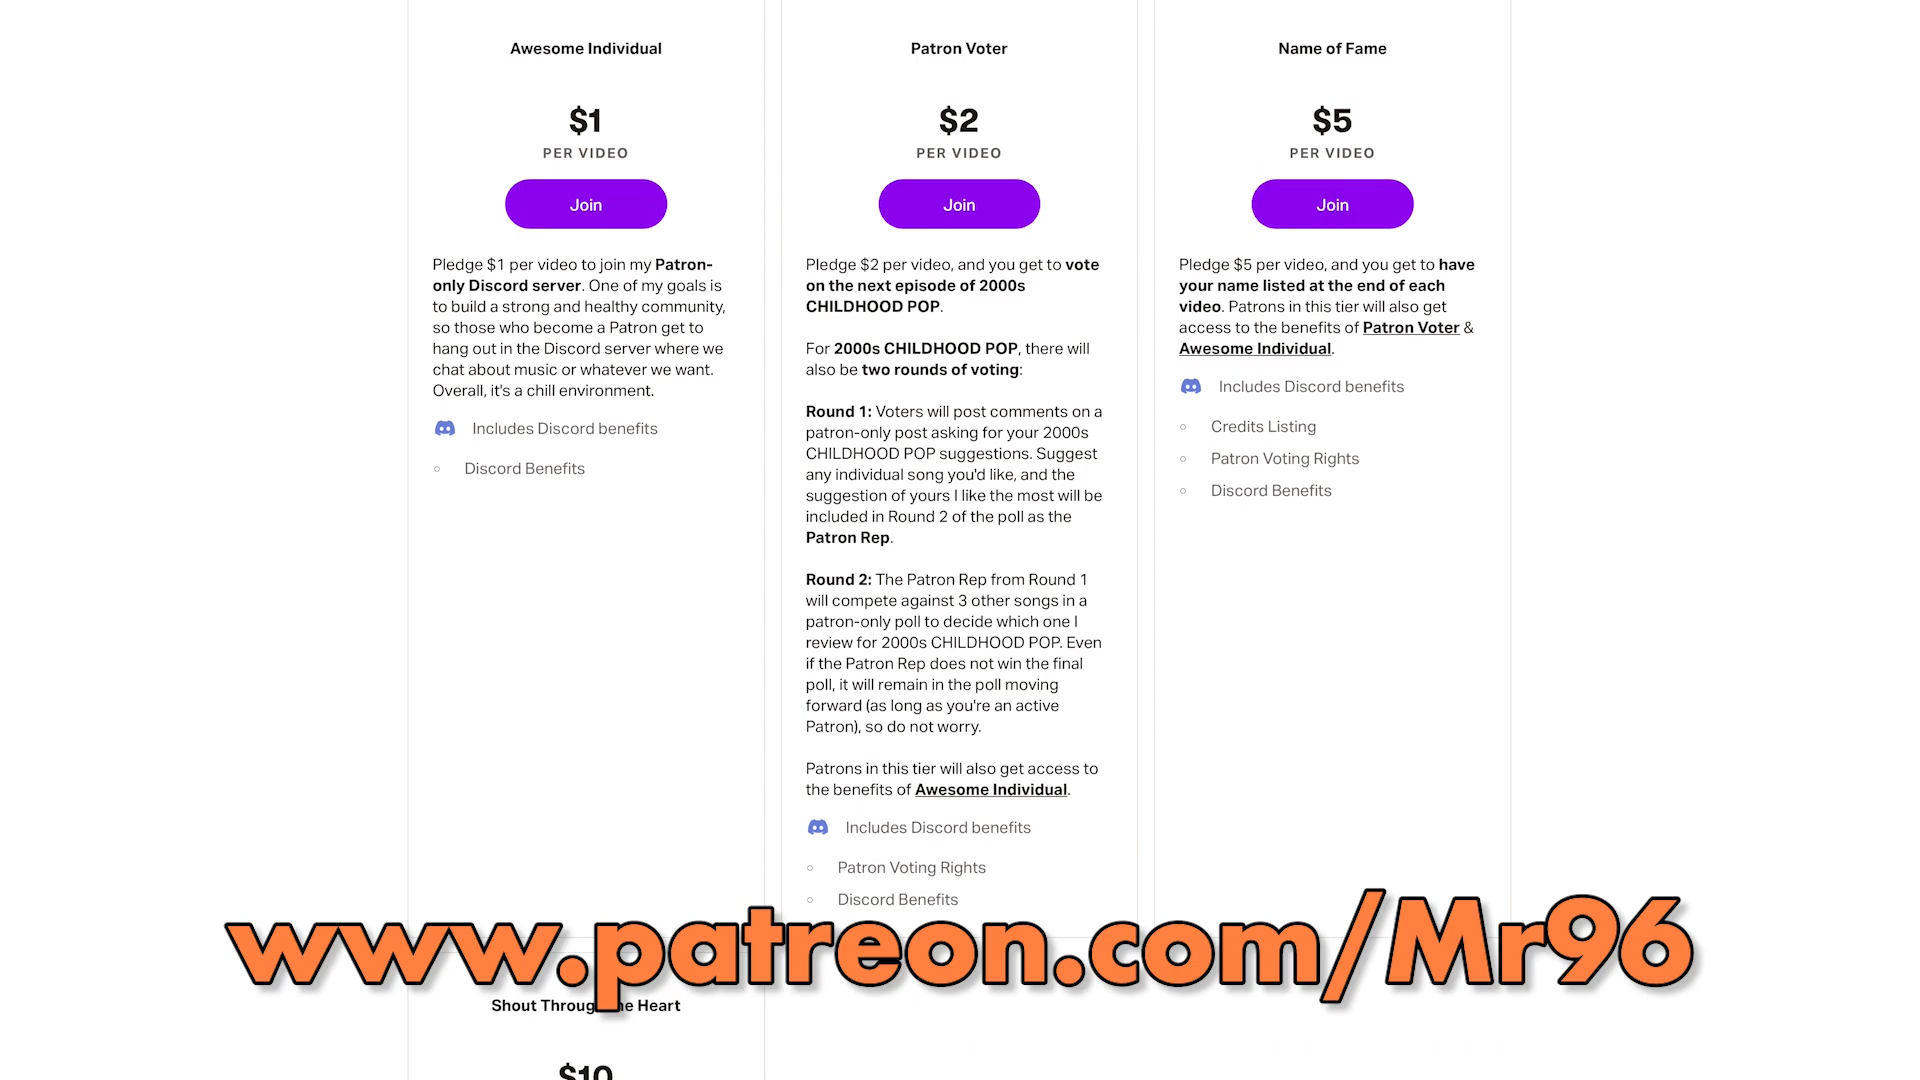 Awesome Individual
$1
PER VIDEO
Join
Pledge $1 per video to join my Patron-
only Discord server. One of my goals is
to build a strong and healthy community,
so those who become a Patron get to
hang out in the Discord server where we
chat about music or whatever we want.
Overall, it's a chill environment.
Includes Discord benefits
Discord Benefits
Patron Voter
$2
PER VIDEO
Join
Pledge $2 per video, and you get to vote
on the next episode of 2000s
CHILDHOOD POP.
For 2000s CHILDHOOD POP, there will
also be two rounds of voting:
Round 1: Voters will post comments on a
patron-only post asking for your 2000s
CHILDHOOD POP suggestions. Suggest
any individual song you'd like, and the
suggestion of yours I like the most will be
included in Round 2 of the poll as the
Patron Rep.
Round 2: The Patron Rep from Round 1
will compete against 3 other songs in a
patron-only poll to decide which one I
review for 2000s CHILDHOOD POP. Even
if the Patron Rep does not win the final
poll, it will remain in the poll moving
forward (as long as you're an active
Patron), so do not worry.
Patrons in this tier will also get access to
the benefits of Awesome Individual.
Includes Discord benefits
Patron Voting Rights
Discord Benefits
Name of Fame
$5
PER VIDEO
Join
Pledge $5 per video, and you get to have
your name listed at the end of each
video. Patrons in this tier will also get
access to the benefits of Patron Voter &
Awesome Individual.
Includes Discord benefits
Credits Listing
Patron Voting Rights
Discord Benefits
www.patreon.com/Mr96
Shout Through the Heart
$10